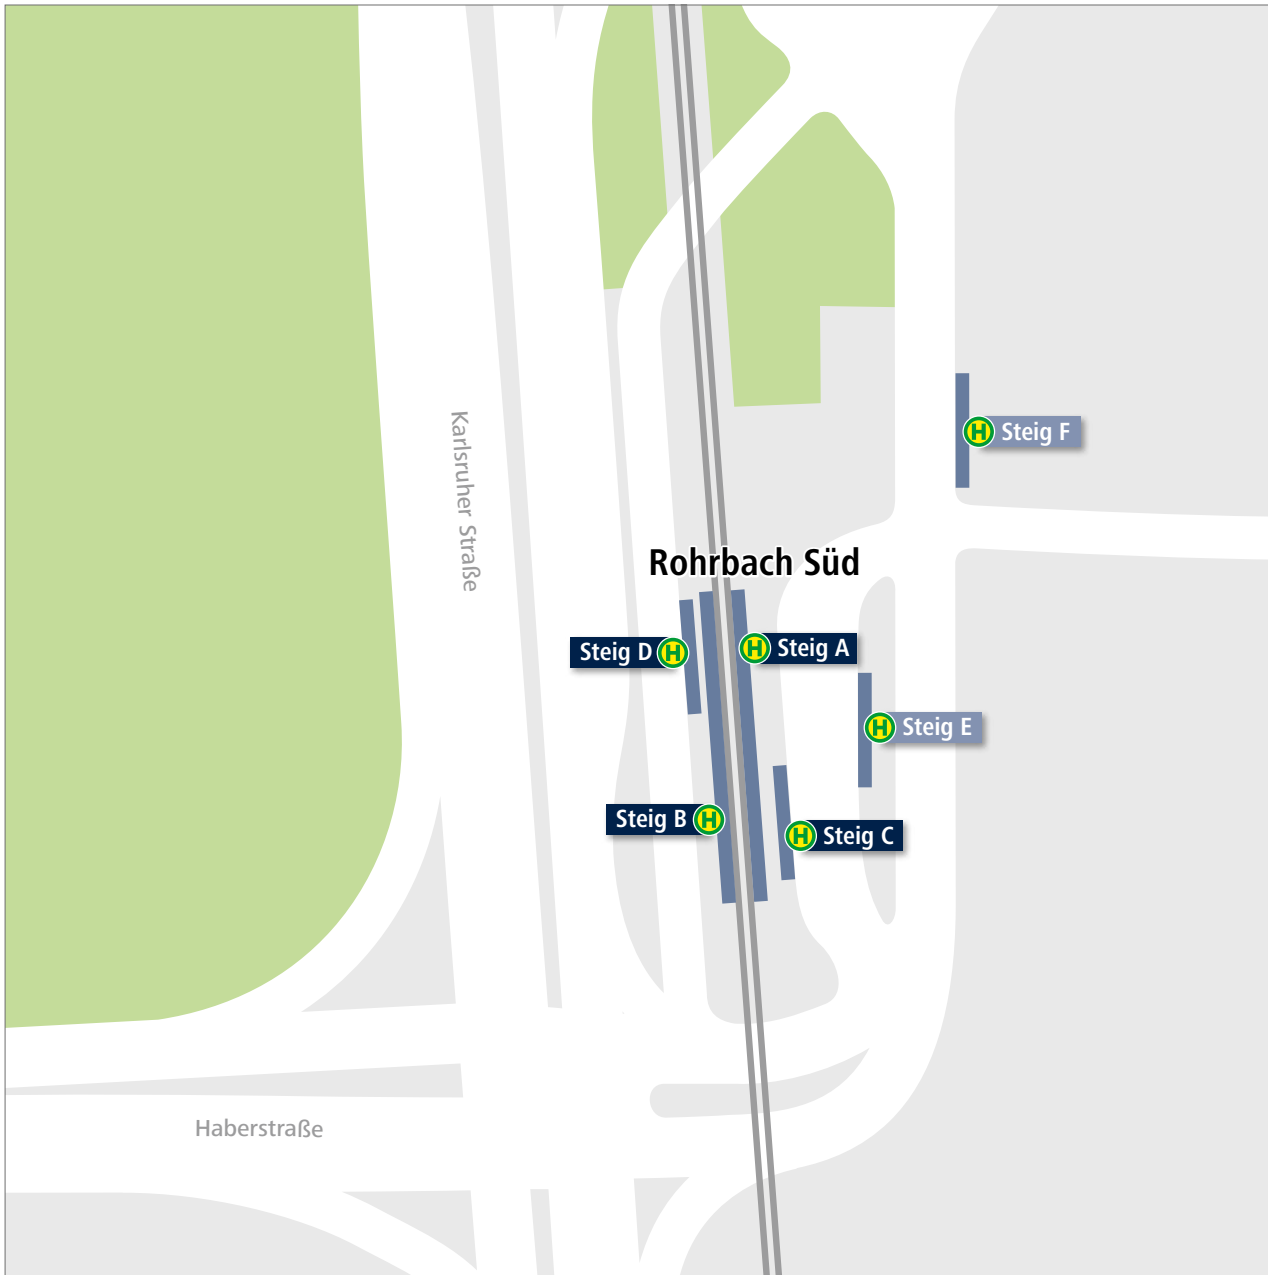 Karlsruher Straße
H Steig F
Rohrbach Süd
Steig D H
H Steig A
H Steig E
Steig B H
H Steig C
Haberstraße